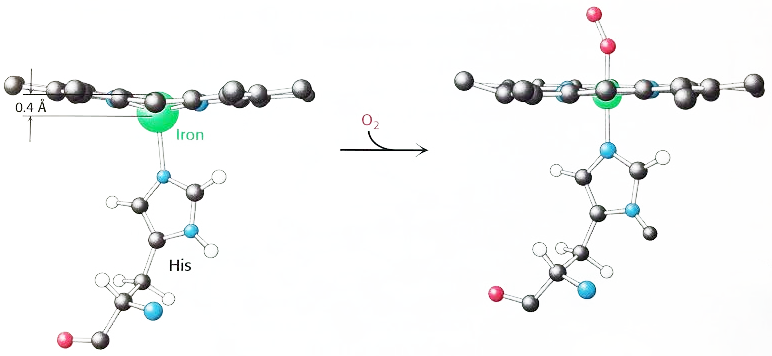 0.4 Å
Iron
O₂
His